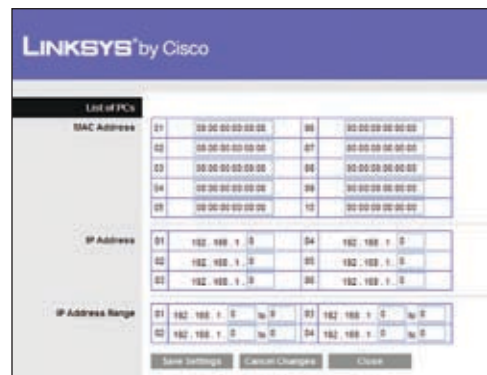 LINKSYS® by Cisco
List of PCs
MAC Address
01 00:00:00:00:00:00 06 00:00:00:00:00:00
02 00:00:00:00:00:00 07 00:00:00:00:00:00
03 00:00:00:00:00:00 08 00:00:00:00:00:00
04 00:00:00:00:00:00 09 00:00:00:00:00:00
05 00:00:00:00:00:00 10 00:00:00:00:00:00
IP Address
01 192 . 168 . 1 . 0 04 192 . 168 . 1 . 0
02 192 . 168 . 1 . 0 05 192 . 168 . 1 . 0
03 192 . 168 . 1 . 0 06 192 . 168 . 1 . 0
IP Address Range
01 192 . 168 . 1 . 0 to 0 03 192 . 168 . 1 . 0 to 0
02 192 . 168 . 1 . 0 to 0 04 192 . 168 . 1 . 0 to 0
Save Settings Cancel Changes Close